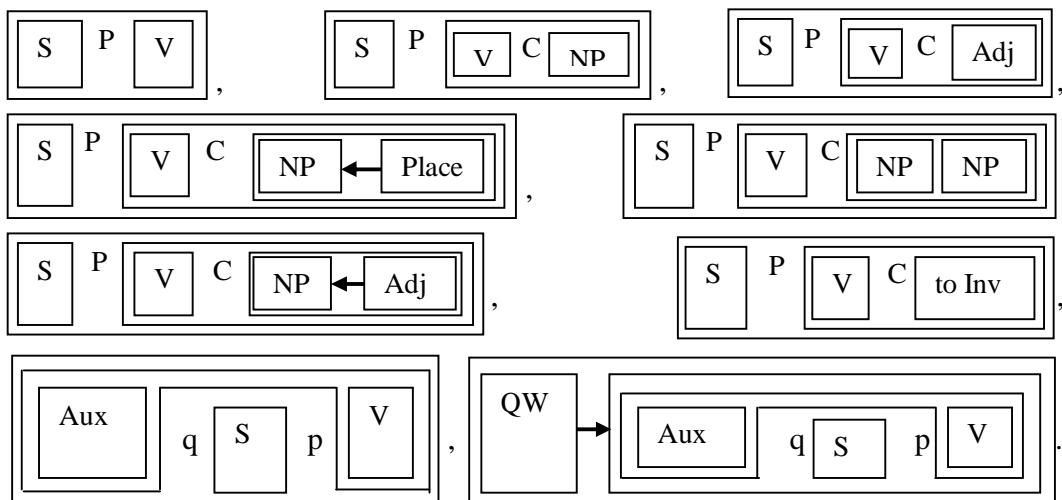 S P V , S P V C NP , S P V C Adj ,
S P V C NP Place , S P V C NP NP
S P V C NP Adj , S P V C to Inv ,
Aux q S p V , QW Aux q S p V .